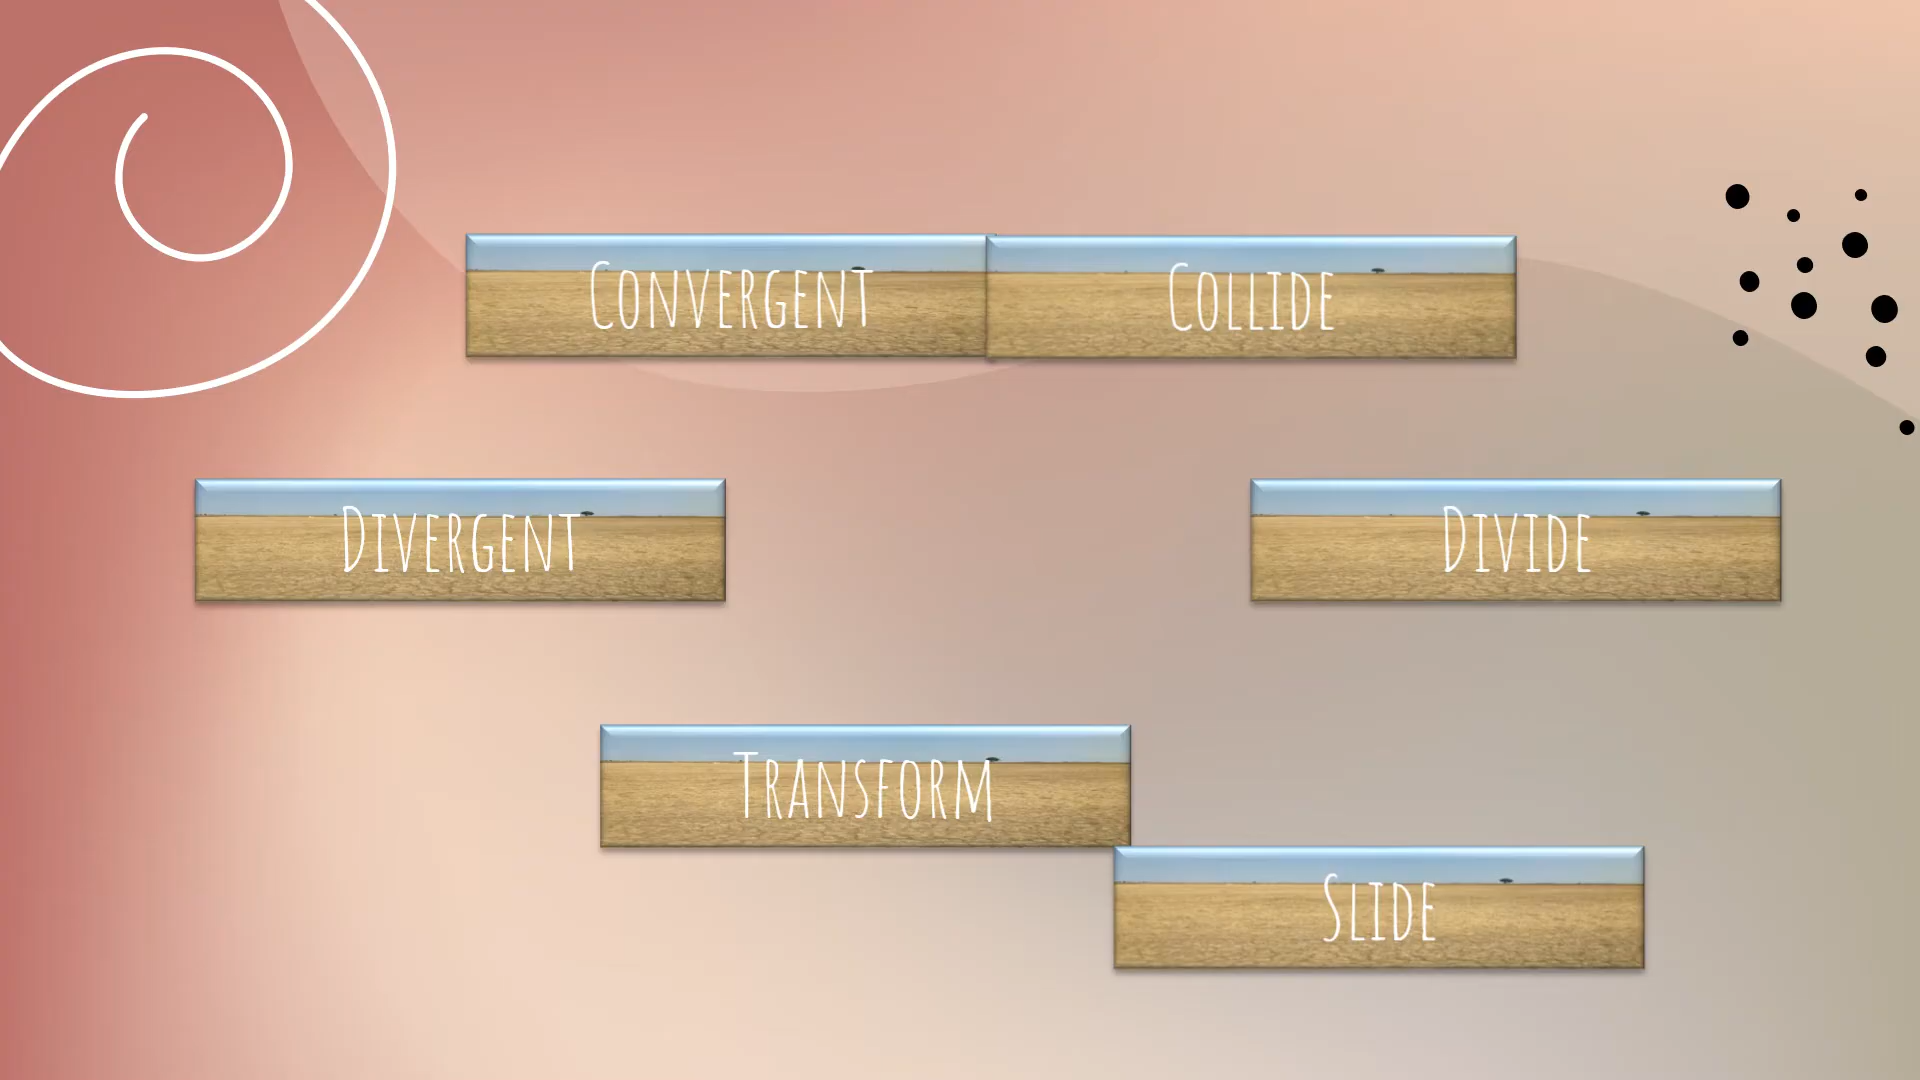 Convergent
Collide
Divergent
Divide
Transform
Slide